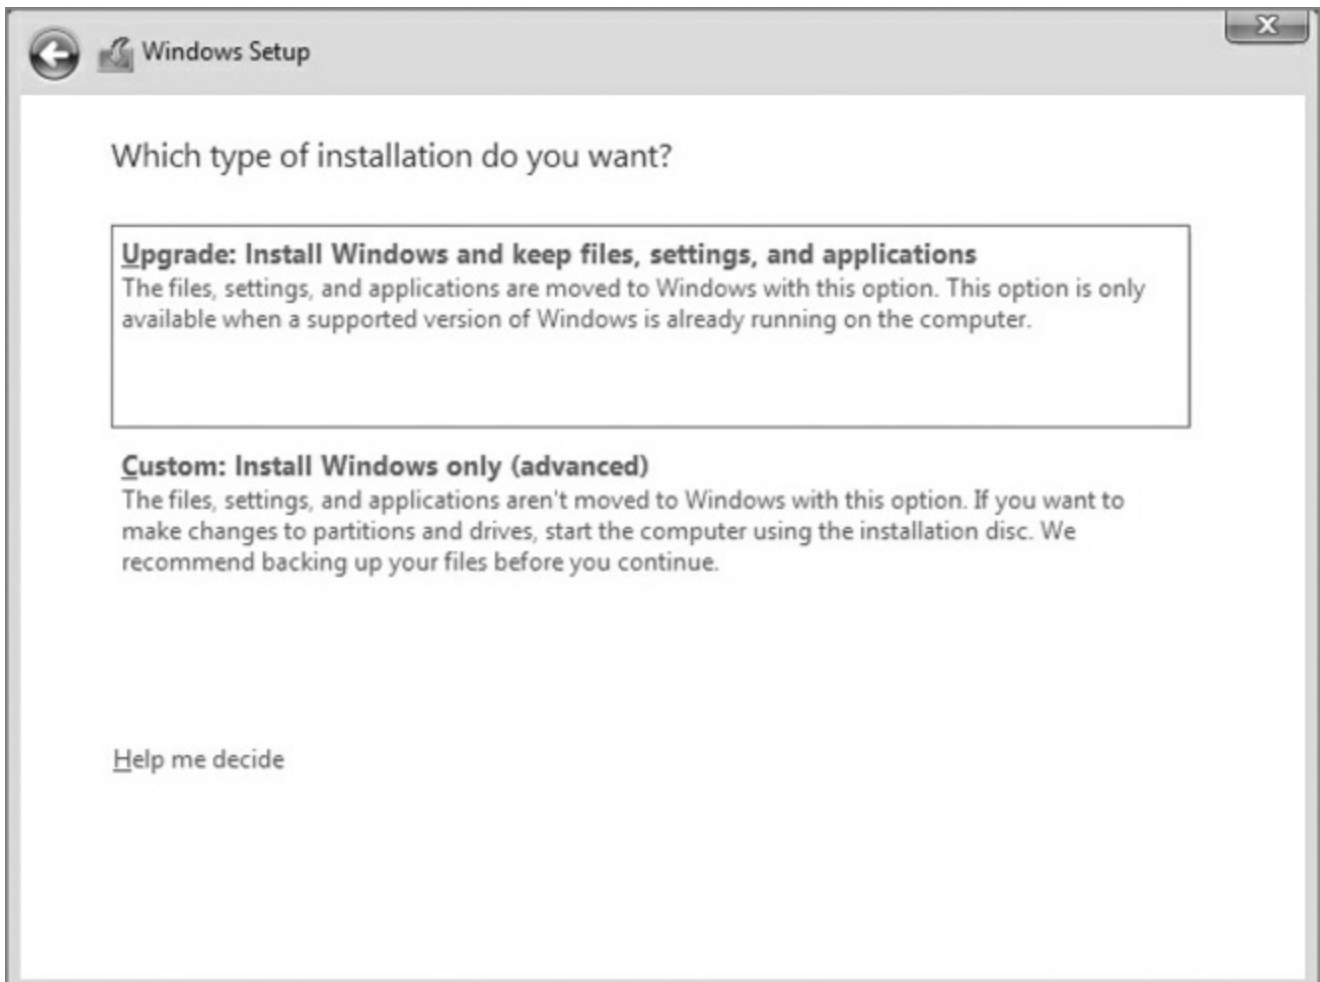 Windows Setup
Which type of installation do you want?
Upgrade: Install Windows and keep files, settings, and applications
The files, settings, and applications are moved to Windows with this option. This option is only
available when a supported version of Windows is already running on the computer.
Custom: Install Windows only (advanced)
The files, settings, and applications aren't moved to Windows with this option. If you want to
make changes to partitions and drives, start the computer using the installation disc. We
recommend backing up your files before you continue.
Help me decide